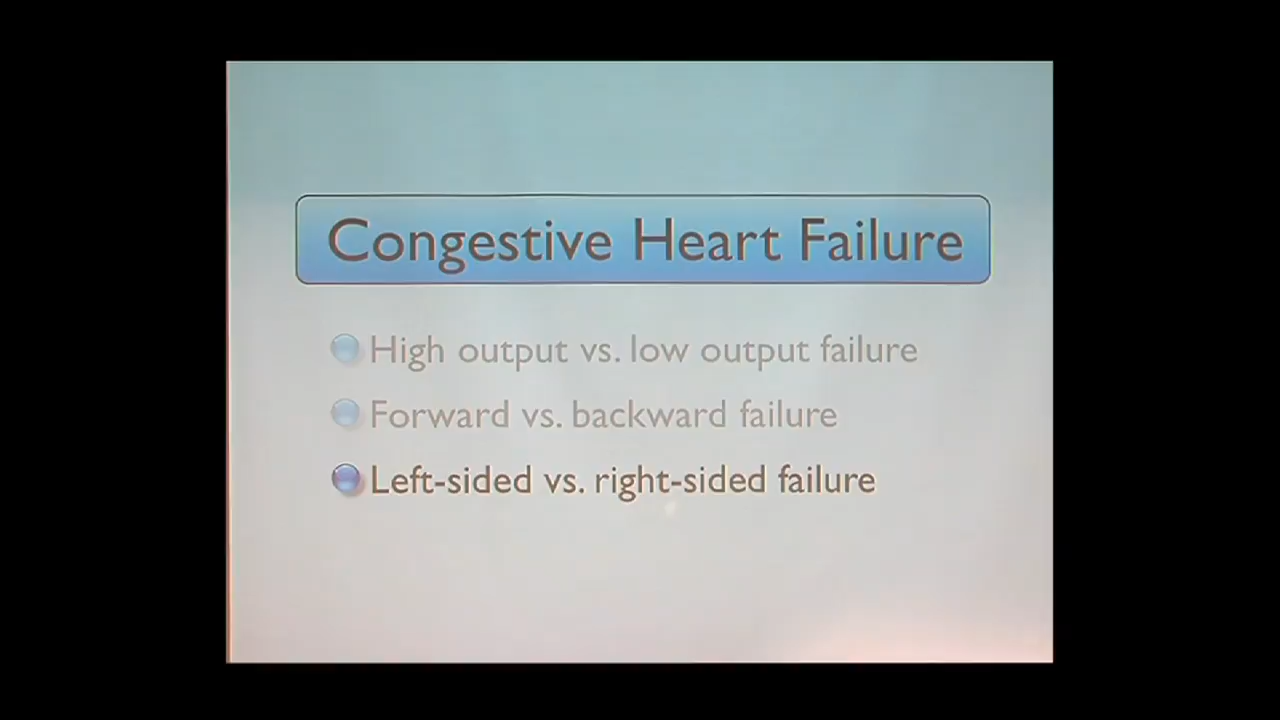 Congestive Heart Failure
High output vs. low output failure
Forward vs. backward failure
Left-sided vs. right-sided failure